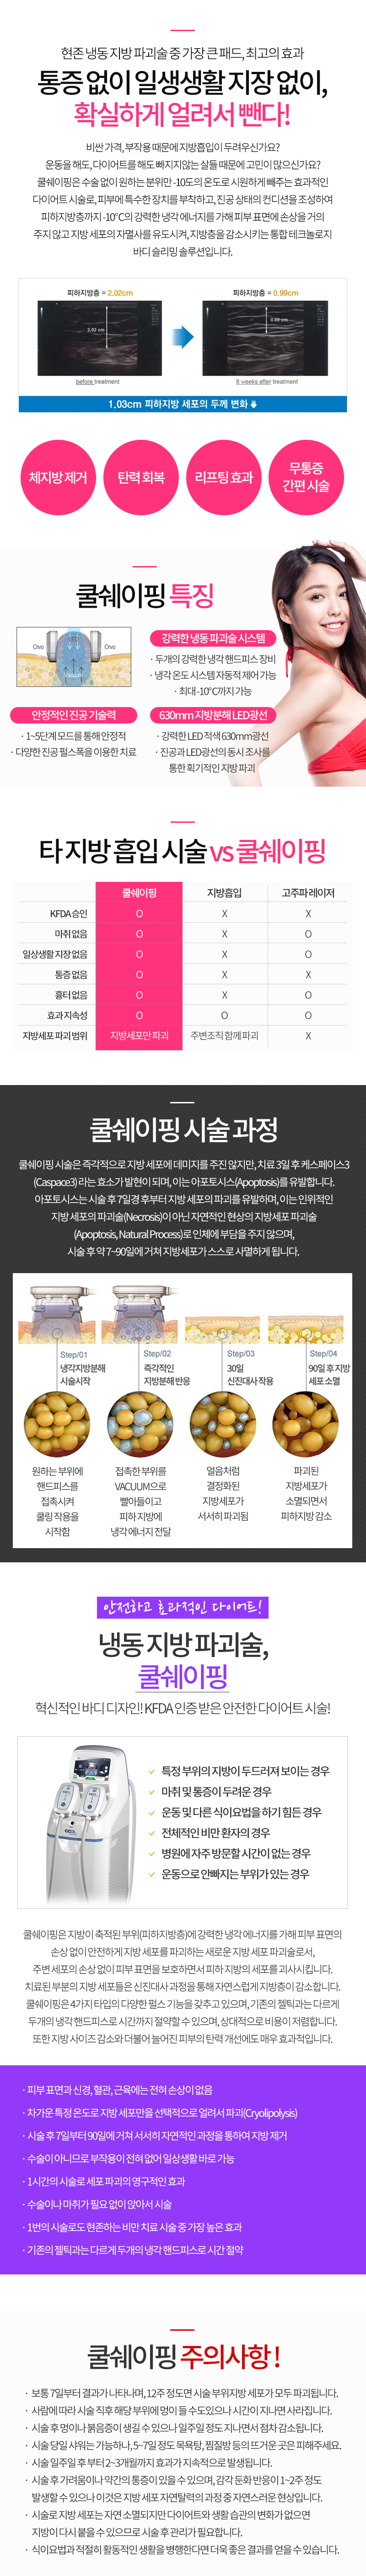 현존 냉동 지방 파괴술 중 가장 큰 패드, 최고의 효과
통증 없이 일생생활 지장 없이,
확실하게 얼려서 뺀다!
비싼 가격, 부작용 때문에 지방흡입이 두려우신가요?
운동을 해도, 다이어트를 해도 빠지지않는 살들 때문에 고민이 많으신가요?
쿨쉐이핑은 수술 없이 원하는 분위만 -10도의 온도로 시원하게 빼주는 효과적인
다이어트 시술로, 피부에 특수한 장치를 부착하고, 진공 상태의 컨디션을 조성하여
피하지방층까지 -10℃의 강력한 냉각 에너지를 가해 피부 표면에 손상을 거의
주지 않고 지방 세포의 자멸사를 유도시켜, 지방층을 감소시키는 통합 테크놀로지
바디 슬리밍 솔루션입니다.
피하지방층 = 2.02cm
피하지방층 = 0.99cm
2.02 cm
0.99 cm
before treatment
8 weeks after treatment
1.03cm 피하지방 세포의 두께 변화
체지방 제거
탄력 회복
리프팅 효과
무통증
간편 시술
쿨쉐이핑 특징
Cryo
Cryo
Vacuum
강력한 냉동 파괴술 시스템
· 두개의 강력한 냉각 핸드피스 장비
· 냉각 온도 시스템 자동적 제어 가능
· 최대 -10℃까지 가능
안정적인 진공 기술력
· 1~5단계 모드를 통해 안정적
· 다양한 진공 펄스폭을 이용한 치료
630mm 지방분해 LED광선
· 강력한 LED 적색 630mm광선
· 진공과 LED광선의 동시 조사를
통한 획기적인 지방 파괴
타 지방 흡입 시술 vs 쿨쉐이핑
쿨쉐이핑 지방흡입 고주파 레이저
KFDA 승인 O X X
마취 없음 O X O
일상생활 지장 없음 O X O
통증 없음 O X X
흉터 없음 O X O
효과 지속성 O O O
지방세포 파괴 범위 지방세포만 파괴 주변조직 함께 파괴 X
쿨쉐이핑 시술 과정
쿨쉐이핑 시술은 즉각적으로 지방 세포에 데미지를 주진 않지만, 치료 3일 후 케스페이스3
(Caspace3) 라는 효소가 발현이 되며, 이는 아포토시스(Apoptosis)를 유발합니다.
아포토시스는 시술 후 7일경 후부터 지방 세포의 파괴를 유발하며, 이는 인위적인
지방 세포의 파괴술(Necrosis)이 아닌 자연적인 현상의 지방세포 파괴술
(Apoptosis, Natural Process)로 인체에 부담을 주지 않으며,
시술 후 약 7~90일에 거쳐 지방세포가 스스로 사멸하게 됩니다.
Step/01
냉각지방분해
시술시작
Step/02
즉각적인
지방분해 반응
Step/03
30일
신진대사 작용
Step/04
90일 후 지방
세포 소멸
원하는 부위에
핸드피스를
접촉시켜
쿨링 작용을
시작함
접촉한 부위를
VACUUM으로
빨아들이고
피하 지방에
냉각 에너지 전달
얼음처럼
결정화된
지방세포가
서서히 파괴됨
파괴된
지방세포가
소멸되면서
피하지방 감소
안전하고 효과적인 다이어트!
냉동 지방 파괴술,
쿨쉐이핑
혁신적인 바디 디자인! KFDA 인증 받은 안전한 다이어트 시술!
특정 부위의 지방이 두드러져 보이는 경우
마취 및 통증이 두려운 경우
운동 및 다른 식이요법을 하기 힘든 경우
전체적인 비만 환자의 경우
병원에 자주 방문할 시간이 없는 경우
운동으로 안빠지는 부위가 있는 경우
쿨쉐이핑은 지방이 축적된 부위(피하지방층)에 강력한 냉각 에너지를 가해 피부 표면의
손상 없이 안전하게 지방 세포를 파괴하는 새로운 지방 세포 파괴술로서,
주변 세포의 손상 없이 피부 표면을 보호하면서 피하 지방의 세포를 괴사시킵니다.
치료된 부분의 지방 세포들은 신진대사 과정을 통해 자연스럽게 지방층이 감소합니다.
쿨쉐이핑은 4가지 타입의 다양한 펄스 기능을 갖추고 있으며, 기존의 젤틱과는 다르게
두개의 냉각 핸드피스로 시간까지 절약할 수 있으며, 상대적으로 비용이 저렴합니다.
또한 지방 사이즈 감소와 더불어 늘어진 피부의 탄력 개선에도 매우 효과적입니다.
· 피부 표면과 신경, 혈관, 근육에는 전혀 손상이 없음
· 차가운 특정 온도로 지방 세포만을 선택적으로 얼려서 파괴(Cryolipolysis)
· 시술 후 7일부터 90일에 거쳐 서서히 자연적인 과정을 통하여 지방 제거
· 수술이 아니므로 부작용이 전혀 없어 일상생활 바로 가능
· 1시간의 시술로 세포 파괴의 영구적인 효과
· 수술이나 마취가 필요 없이 앉아서 시술
· 1번의 시술로도 현존하는 비만 치료 시술 중 가장 높은 효과
· 기존의 젤틱과는 다르게 두개의 냉각 핸드피스로 시간 절약
쿨쉐이핑 주의사항 !
· 보통 7일부터 결과가 나타나며, 12주 정도면 시술 부위지방 세포가 모두 파괴됩니다.
· 사람에 따라 시술 직후 해당 부위에 멍이 들 수도있으나 시간이 지나면 사라집니다.
· 시술 후 멍이나 붉음증이 생길 수 있으나 일주일 정도 지나면서 점차 감소됩니다.
· 시술 당일 샤워는 가능하나, 5~7일 정도 목욕탕, 찜질방 등의 뜨거운 곳은 피해주세요.
· 시술 일주일 후 부터 2~3개월까지 효과가 지속적으로 발생됩니다.
· 시술 후 가려움이나 약간의 통증이 있을 수 있으며, 감각 둔화 반응이 1~2주 정도
발생할 수 있으나 이것은 지방 세포 자연탈력의 과정 중 자연스러운 현상입니다.
· 시술로 지방 세포는 자연 소멸되지만 다이어트와 생활 습관의 변화가 없으면
지방이 다시 붙을 수 있으므로 시술 후 관리가 필요합니다.
· 식이요법과 적절히 활동적인 생활을 병행한다면 더욱 좋은 결과를 얻을 수 있습니다.